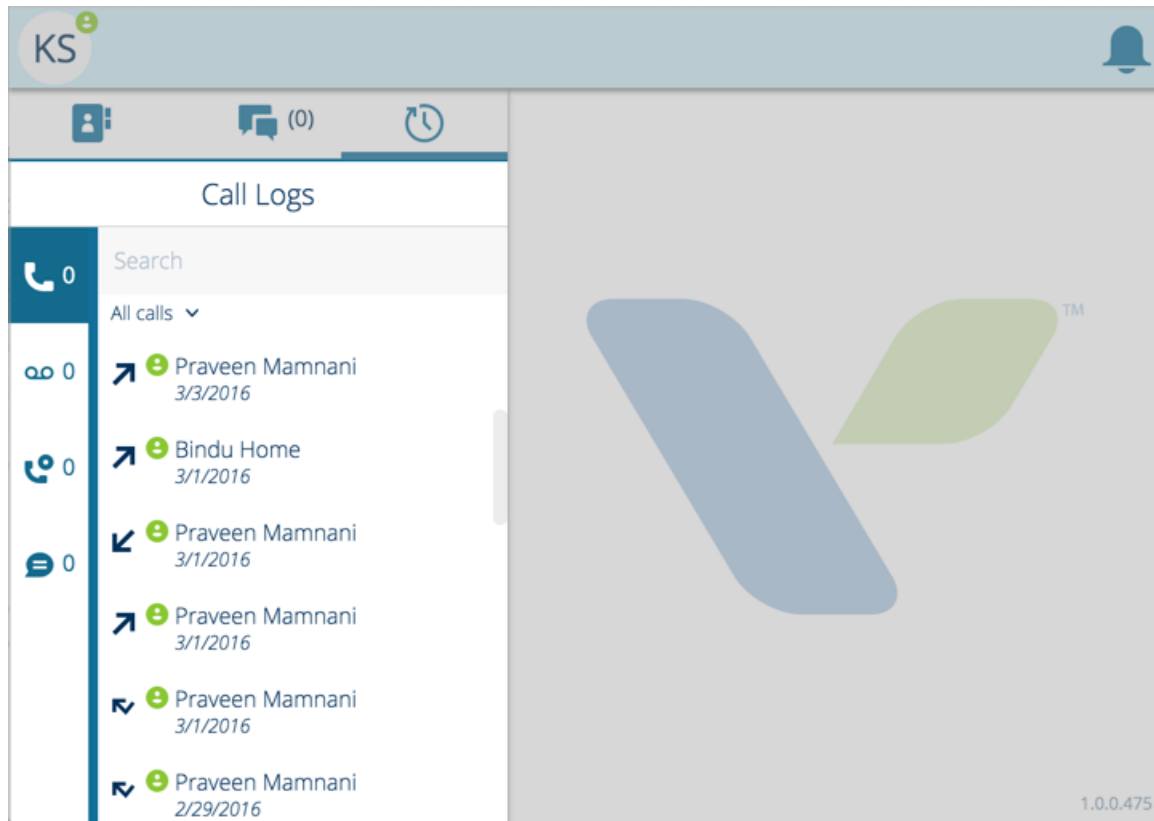 KS
(0)
Call Logs
0
Search
All calls
Praveen Mamnani
3/3/2016
0
Bindu Home
3/1/2016
0
Praveen Mamnani
3/1/2016
0
Praveen Mamnani
3/1/2016
Praveen Mamnani
3/1/2016
Praveen Mamnani
2/29/2016
TM
1.0.0.475